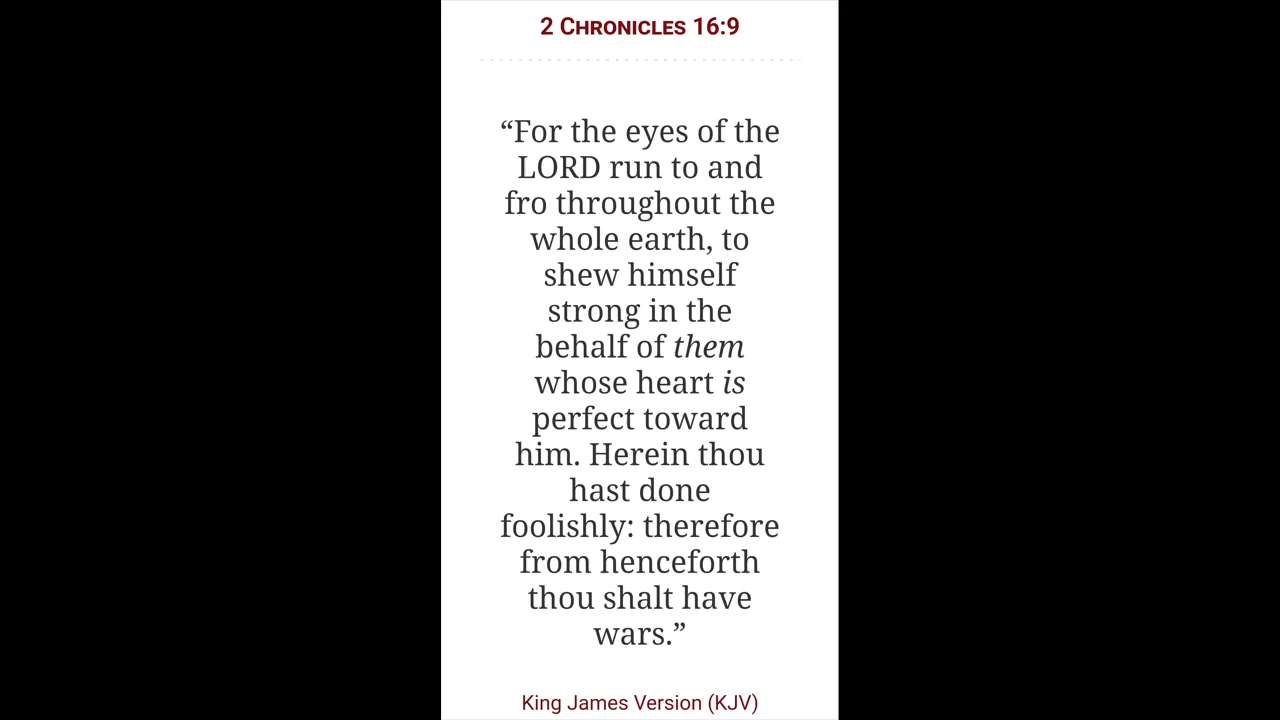 2 Chronicles 16:9
“For the eyes of the
LORD run to and
fro throughout the
whole earth, to
shew himself
strong in the
behalf of them
whose heart is
perfect toward
him. Herein thou
hast done
foolishly: therefore
from henceforth
thou shalt have
wars.”
King James Version (KJV)